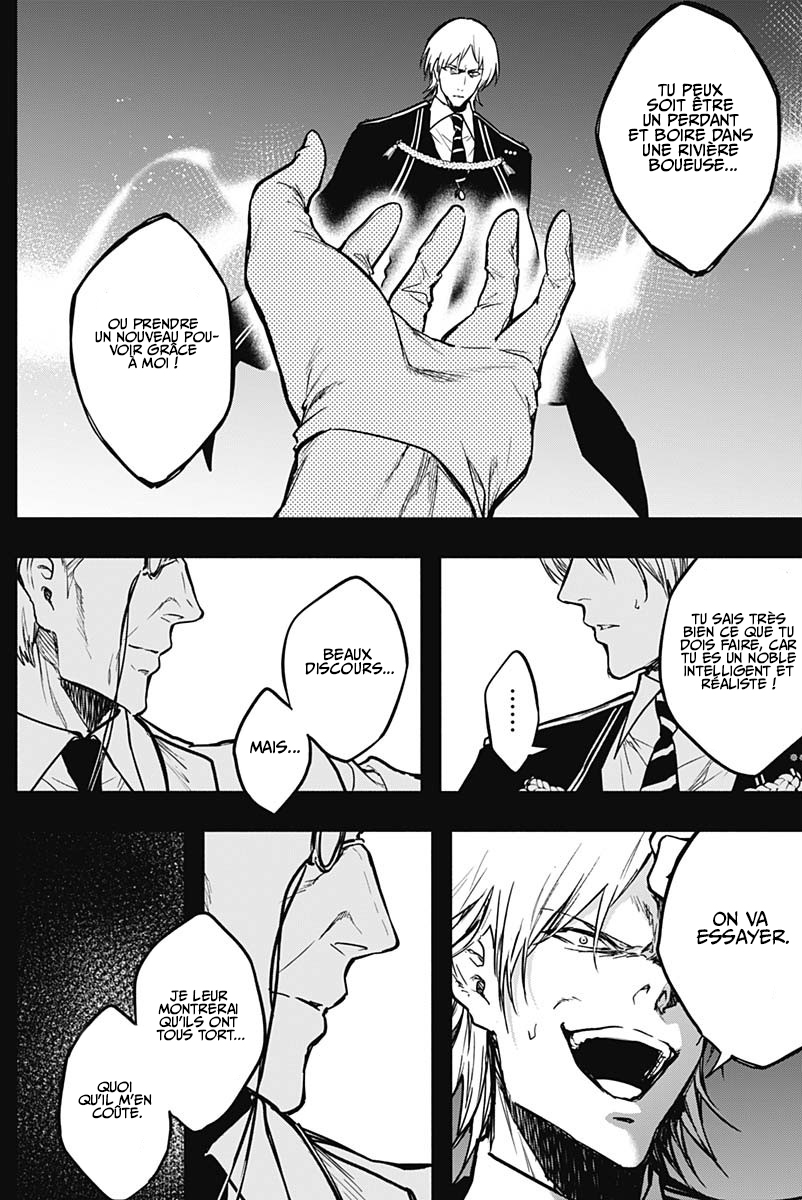 TU PEUX
SOIT ÊTRE
UN PERDANT
ET BOIRE DANS
UNE RIVIÈRE
BOUEUSE...
OU PRENDRE
UN NOUVEAU POU-
VOIR GRÂCE
À MOI !
TU SAIS TRÈS
BIEN CE QUE TU
DOIS FAIRE, CAR
TU ES UN NOBLE
INTELLIGENT ET
RÉALISTE !
......
BEAUX
DISCOURS...
MAIS...
ON VA
ESSAYER.
JE LEUR
MONTRERAI
QU'ILS ONT
TOUS TORT...
QUOI
QU'IL M'EN
COÛTE.